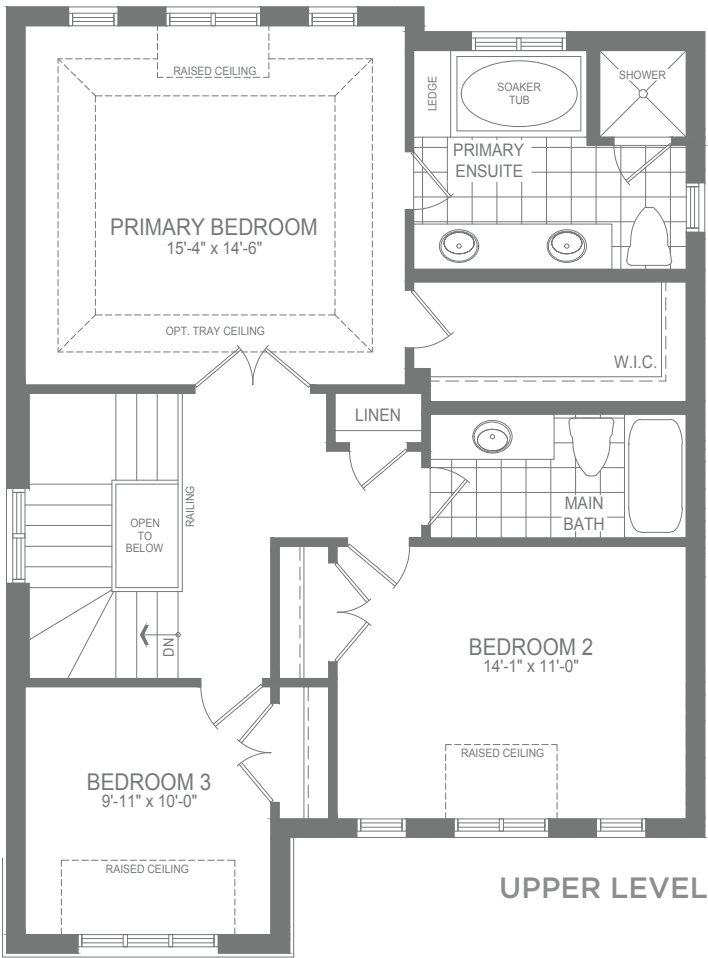 RAISED CEILING
LEDGE
SOAKER
TUB
SHOWER
PRIMARY
ENSUITE
PRIMARY BEDROOM
15'-4" x 14'-6"
OPT. TRAY CEILING
W.I.C.
LINEN
RAILING
OPEN
TO
BELOW
MAIN
BATH
DN
BEDROOM 2
14'-1" x 11'-0"
RAISED CEILING
BEDROOM 3
9'-11" x 10'-0"
RAISED CEILING
UPPER LEVEL